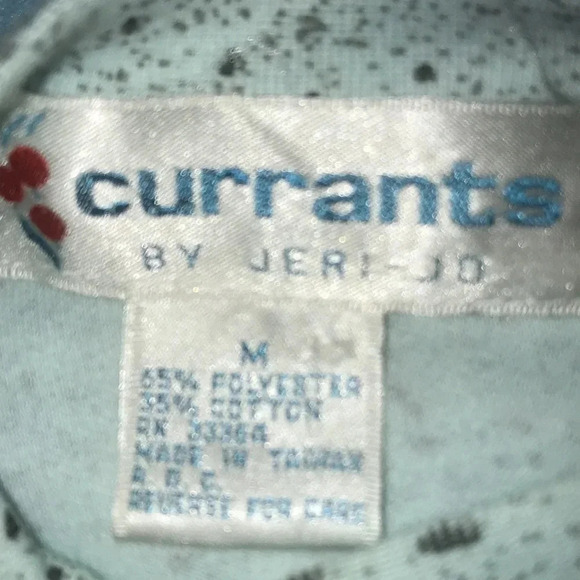 currants
BY JERI-JO
M
65% POLYESTER
35% COTTON
RN 33364
MADE IN TAIWAN
R.O.C.
REVERSE FOR CARE